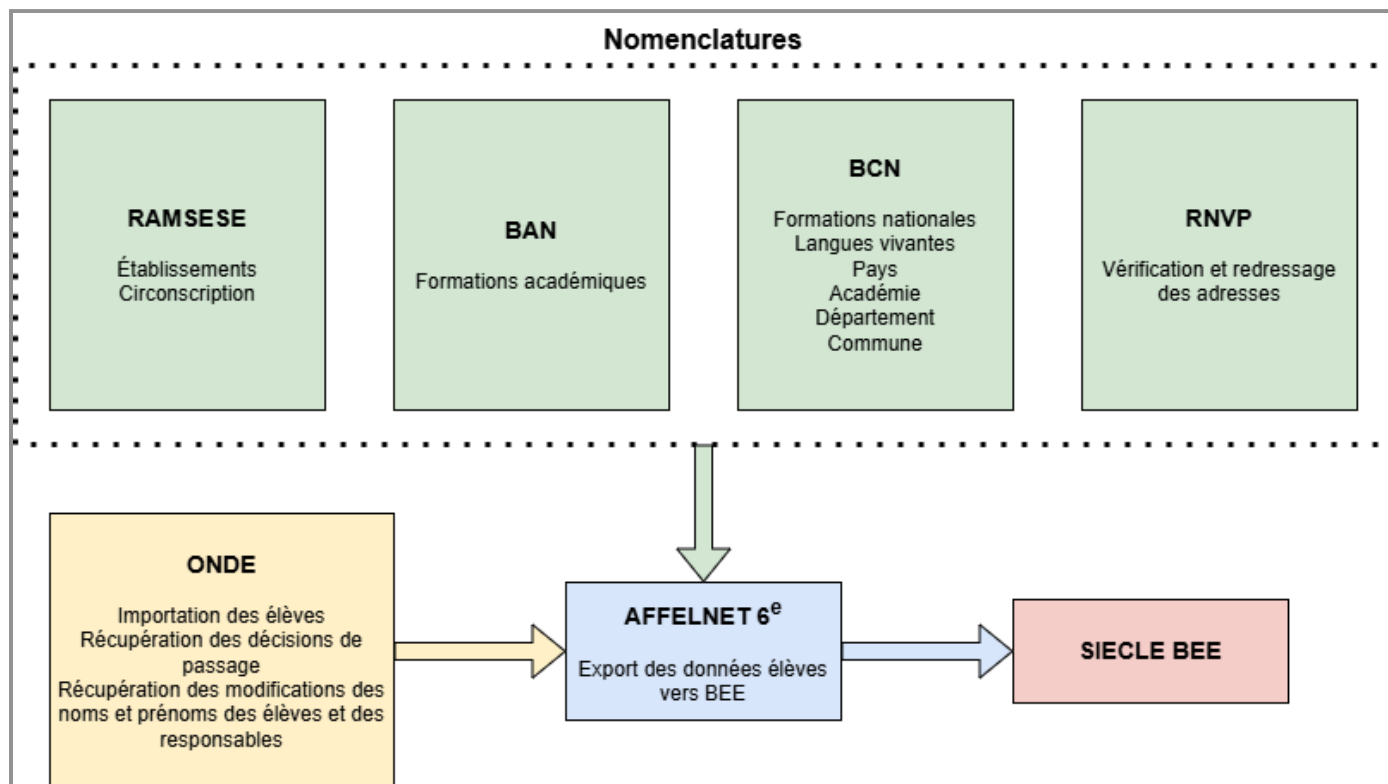 Nomenclatures
RAMSESE
Établissements
Circonscription
BAN
Formations académiques
BCN
Formations nationales
Langues vivantes
Pays
Académie
Département
Commune
RNVP
Vérification et redressage
des adresses
ONDE
Importation des élèves
Récupération des décisions de
passage
Récupération des modifications des
noms et prénoms des élèves et des
responsables
AFFELNET 6e
Export des données élèves
vers BEE
SIECLE BEE